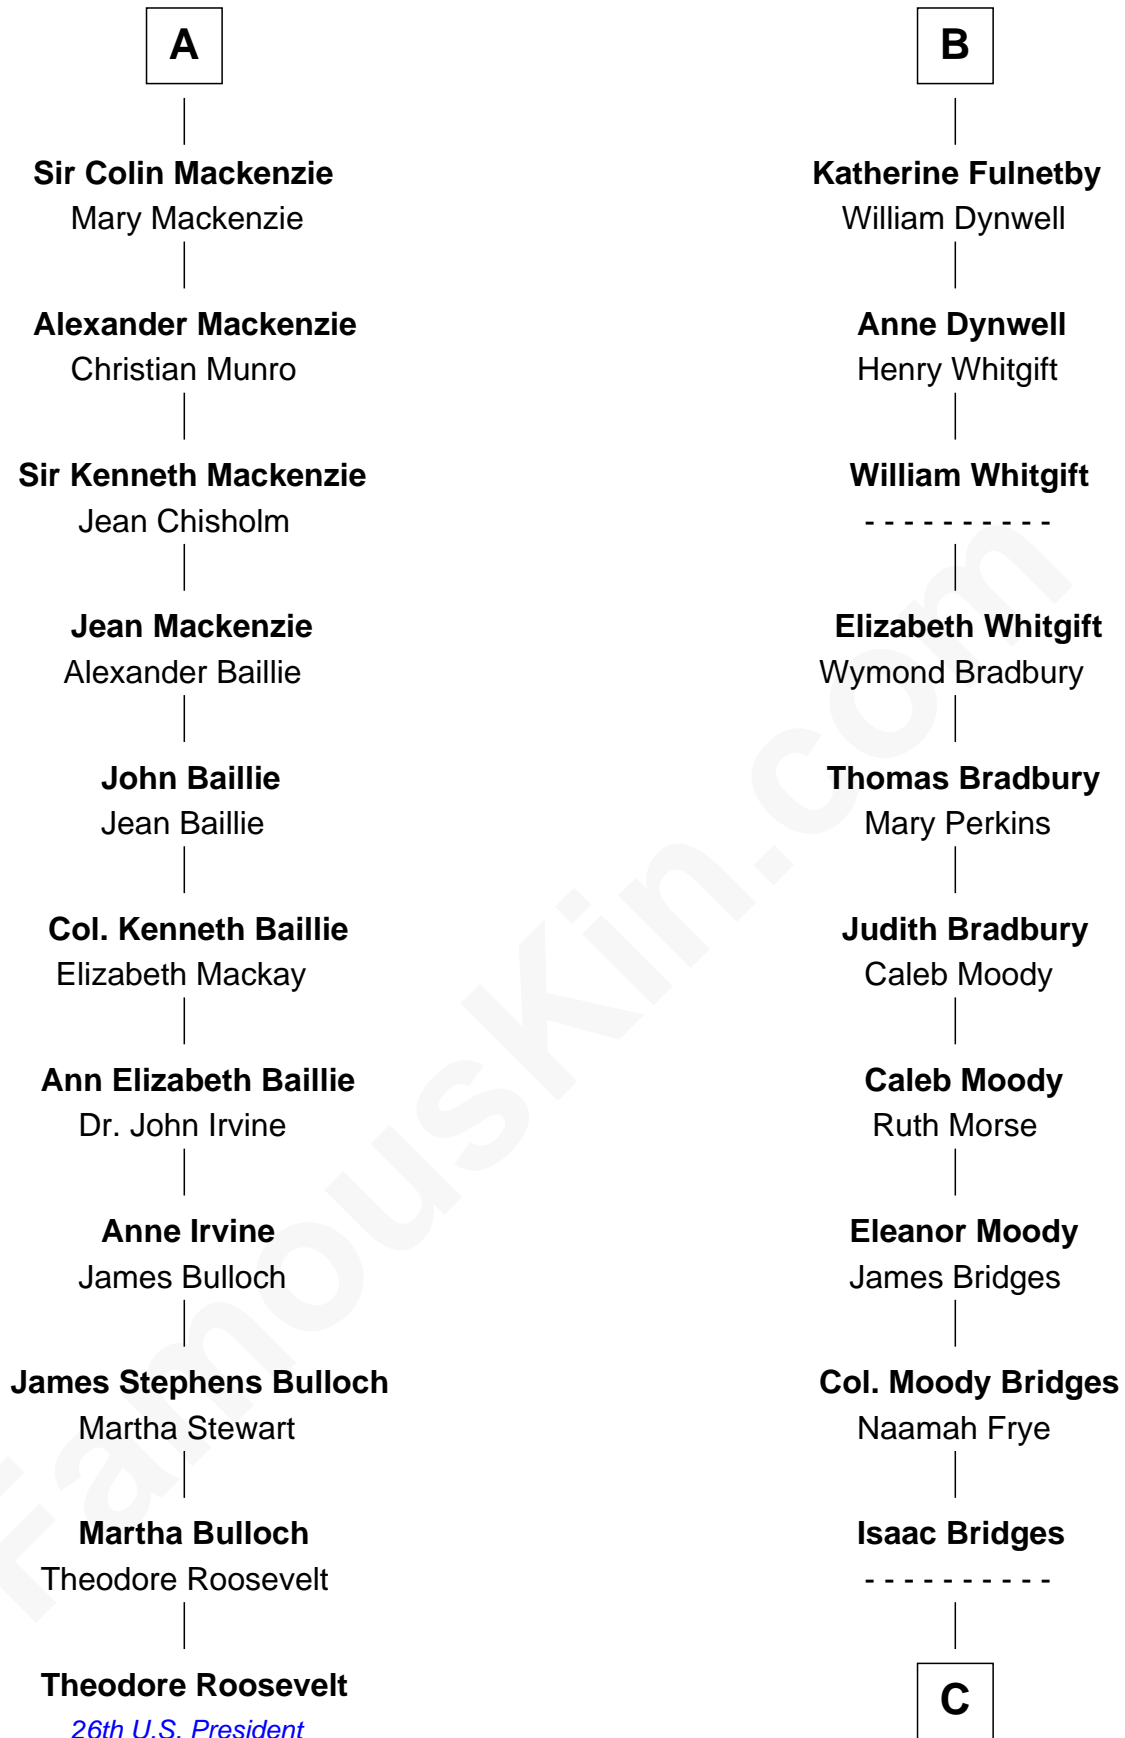 A
Sir Colin Mackenzie
Mary Mackenzie
Alexander Mackenzie
Christian Munro
Sir Kenneth Mackenzie
Jean Chisholm
Jean Mackenzie
Alexander Baillie
John Baillie
Jean Baillie
Col. Kenneth Baillie
Elizabeth Mackay
Ann Elizabeth Baillie
Dr. John Irvine
Anne Irvine
James Bulloch
James Stephens Bulloch
Martha Stewart
Martha Bulloch
Theodore Roosevelt
Theodore Roosevelt
26th U.S. President
B
Katherine Fulnetby
William Dynwell
Anne Dynwell
Henry Whitgift
William Whitgift
- - - - - - - - - -
Elizabeth Whitgift
Wymond Bradbury
Thomas Bradbury
Mary Perkins
Judith Bradbury
Caleb Moody
Caleb Moody
Ruth Morse
Eleanor Moody
James Bridges
Col. Moody Bridges
Naamah Frye
Isaac Bridges
- - - - - - - - - -
C
FamousKin.com